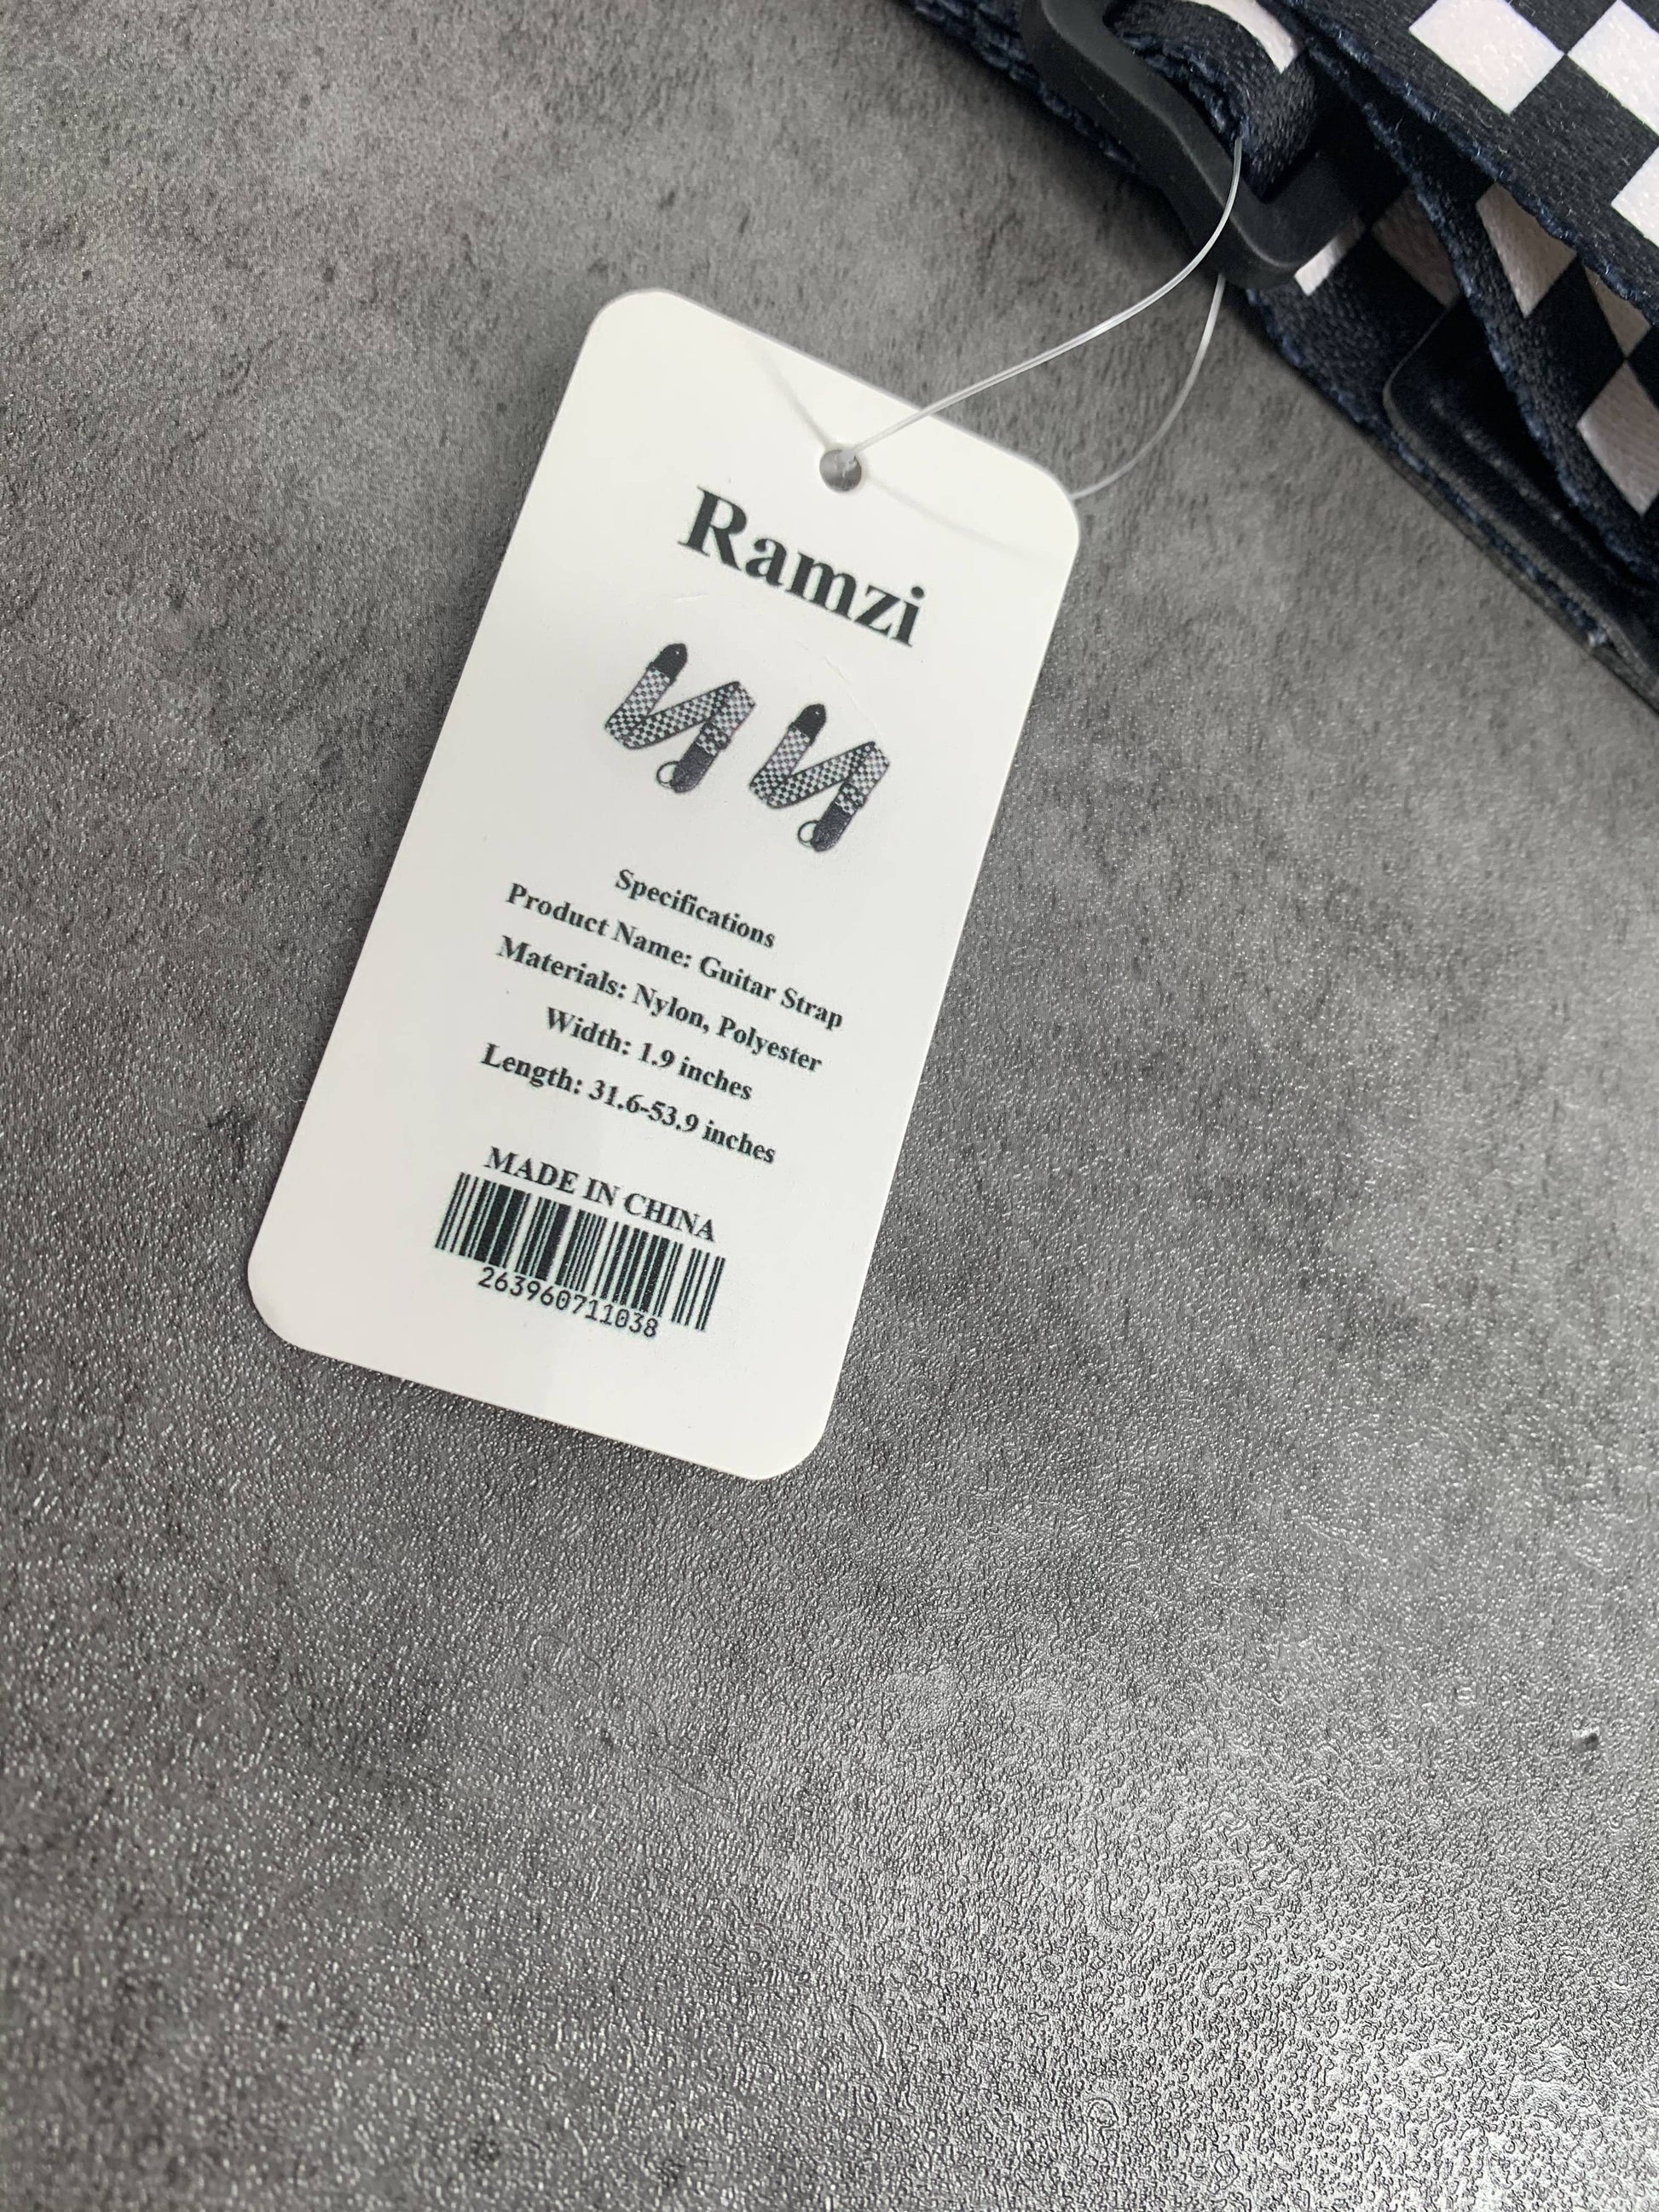 Ramzi
Specifications
Product Name: Guitar Strap
Materials: Nylon, Polyester
Width: 1.9 inches
Length: 31.6-53.9 inches
MADE IN CHINA
263960711038